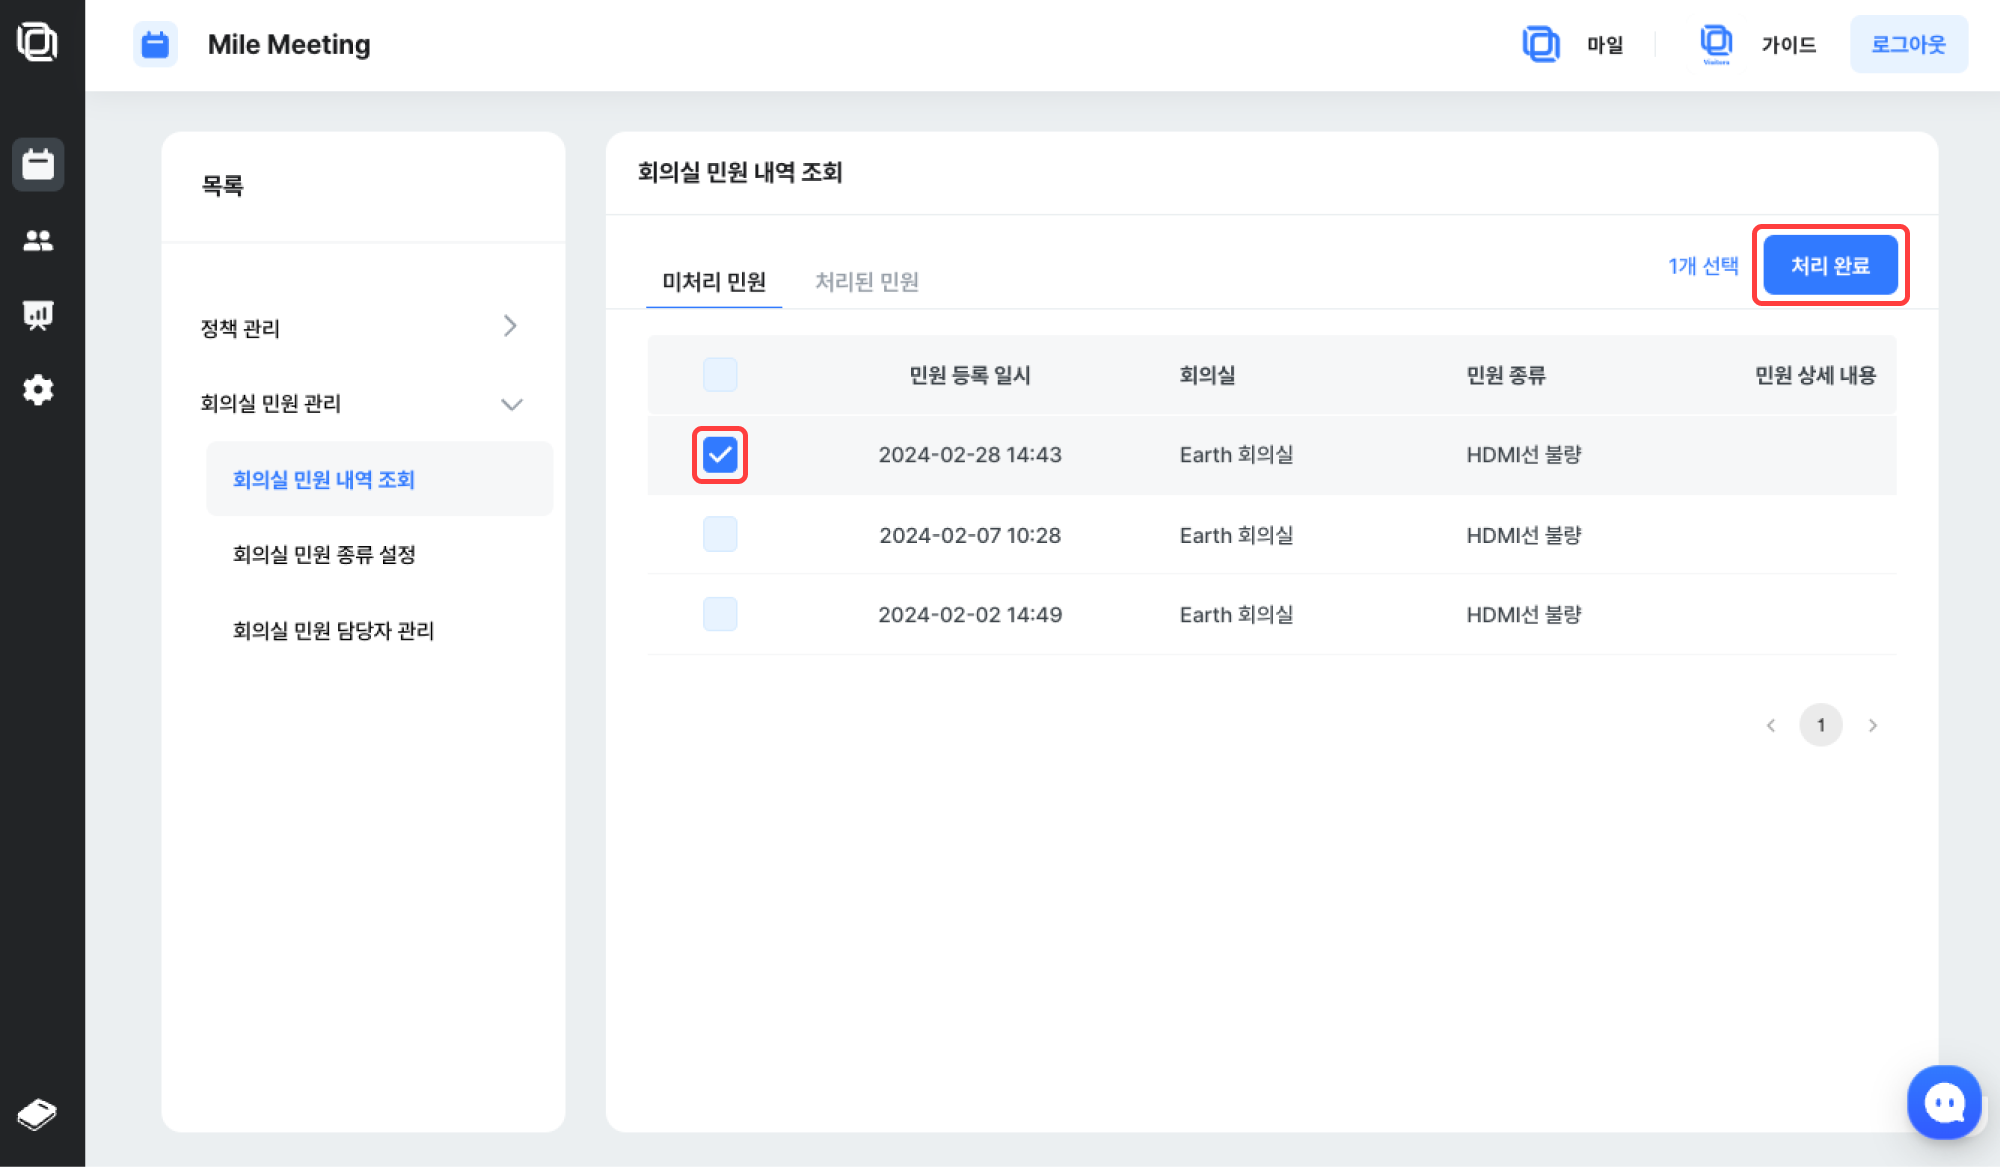 Mile Meeting
마일
Visitors
가이드
로그아웃
목록
정책 관리
회의실 민원 관리
회의실 민원 내역 조회
회의실 민원 종류 설정
회의실 민원 담당자 관리
회의실 민원 내역 조회
미처리 민원
처리된 민원
1개 선택
처리 완료
민원 등록 일시 회의실 민원 종류 민원 상세 내용
2024-02-28 14:43 Earth 회의실 HDMI선 불량
2024-02-07 10:28 Earth 회의실 HDMI선 불량
2024-02-02 14:49 Earth 회의실 HDMI선 불량
1